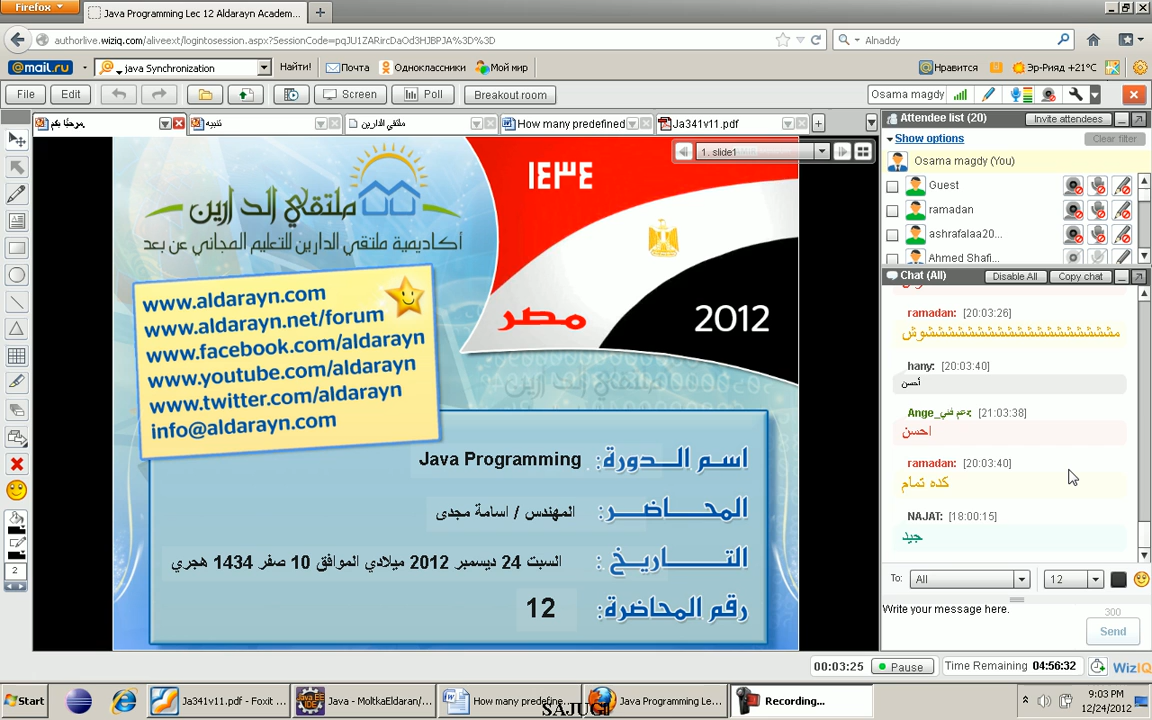 Firefox
Java Programming Lec 12 Aldarayn Academ...
authorlive.wiziq.com/aliveext/logintosession.aspx?SessionCode=pqJU1ZARircDaOd3HJBPJA%3D%3D
Alnaddy
@mail.ru
java Synchronization
Найти!
Почта
Одноклассники
Мой мир
Нравится
Эр-Рияд +21°C
File
Edit
Screen
Poll
Breakout room
Osama magdy
مرحبًا بكم.
تنبيه
ملتقي الدارين
How many predefined
Ja341v11.pdf
Attendee list (20)
Invite attendees
Show options
Clear filter
Osama magdy (You)
Guest
ramadan
ashrafalaa20...
Ahmed Shafi...
1. slide1
١٤٣٤
ملتقي الدارين
أكاديمية ملتقي الدارين للتعليم المجاني عن بعد
مصر
2012
www.aldarayn.com
www.aldarayn.net/forum
www.facebook.com/aldarayn
www.youtube.com/aldarayn
www.twitter.com/aldarayn
info@aldarayn.com
اسم الدورة: Java Programming
المحاضر: المهندس / اسامة مجدى
التاريخ: السبت 24 ديسمبر 2012 ميلادي الموافق 10 صفر 1434 هجري
رقم المحاضرة: 12
Chat (All)
Disable All
Copy chat
ramadan: [20:03:26]
hany: [20:03:40]
أحسن
[21:03:38]
احسن
ramadan: [20:03:40]
كده تمام
NAJAT: [18:00:15]
جيد
To:
All
12
Write your message here.
300
Send
2
00:03:25
Pause
Time Remaining 04:56:32
WizIQ
Start
Ja341v11.pdf - Foxit ...
Java - MoltkaEldaran/...
How many predefine...
Java Programming Le...
Recording...
SAJUGI
9:03 PM
12/24/2012